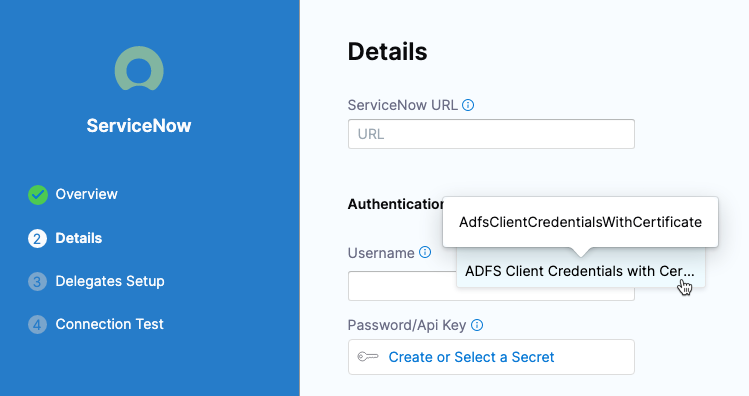 ServiceNow
Overview
2 Details
3 Delegates Setup
4 Connection Test
Details
ServiceNow URL
URL
Authentication
AdfsClientCredentialsWithCertificate
ADFS Client Credentials with Cer...
Username
Password/Api Key
Create or Select a Secret